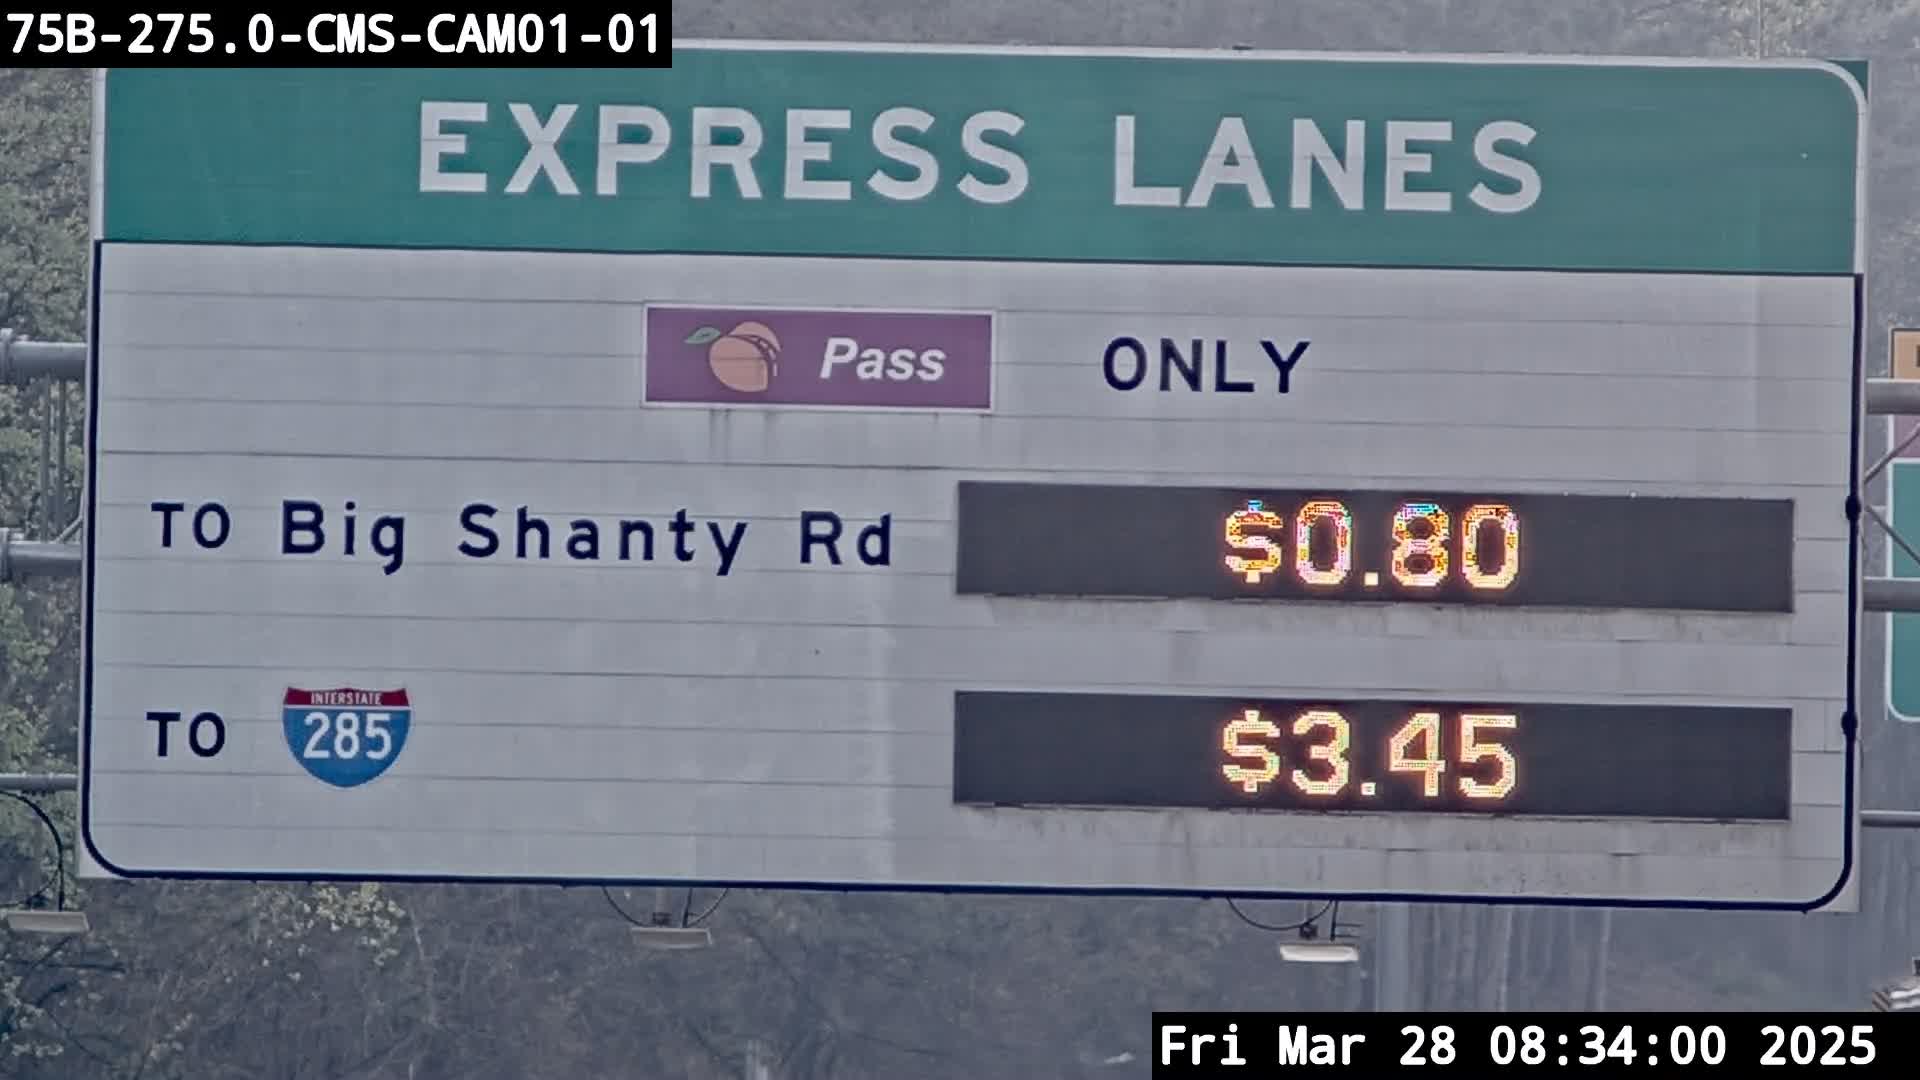 75B-275.0-CMS-CAM01-01
EXPRESS LANES
Pass ONLY
TO Big Shanty Rd $0.80
INTERSTATE
TO 285 $3.45
Fri Mar 28 08:34:00 2025